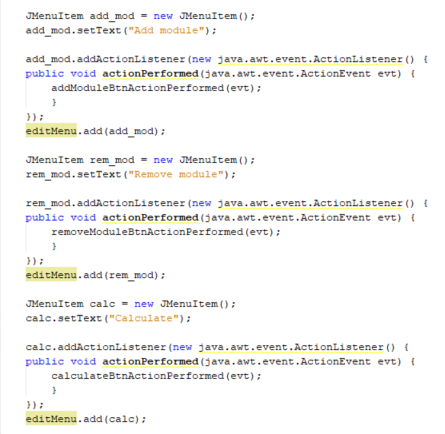 JMenuItem add_mod = new JMenuItem();
add_mod.setText("Add module");
add_mod.addActionListener(new java.awt.event.ActionListener() {
public void actionPerformed(java.awt.event.ActionEvent evt) {
addModuleBtnActionPerformed(evt);
}
});
editMenu.add(add_mod);
JMenuItem rem_mod = new JMenuItem();
rem_mod.setText("Remove module");
rem_mod.addActionListener(new java.awt.event.ActionListener() {
public void actionPerformed(java.awt.event.ActionEvent evt) {
removeModuleBtnActionPerformed(evt);
}
});
editMenu.add(rem_mod);
JMenuItem calc = new JMenuItem();
calc.setText("Calculate");
calc.addActionListener(new java.awt.event.ActionListener() {
public void actionPerformed(java.awt.event.ActionEvent evt) {
calculateBtnActionPerformed(evt);
}
});
editMenu.add(calc);